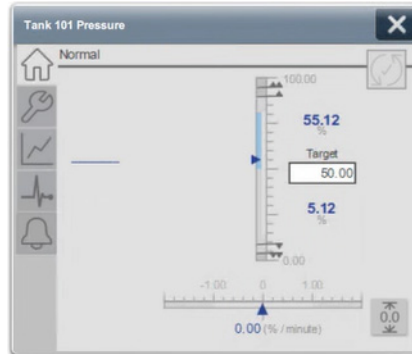 Tank 101 Pressure
Normal
100.00
55.12
%
Target
50.00
5.12
%
0.00
-1.00 0 1.00
0.00 (% / minute)
0.0